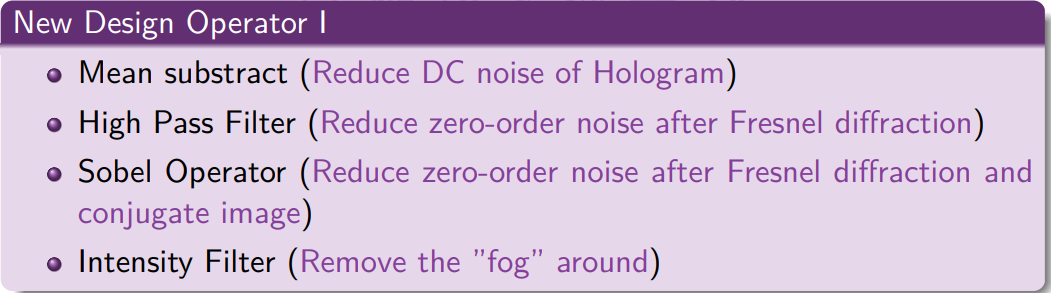 New Design Operator I
Mean substract (Reduce DC noise of Hologram)
High Pass Filter (Reduce zero-order noise after Fresnel diffraction)
Sobel Operator (Reduce zero-order noise after Fresnel diffraction and
conjugate image)
Intensity Filter (Remove the ”fog” around)